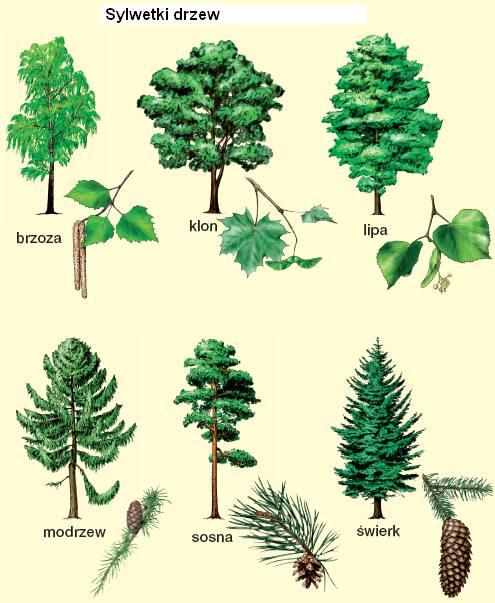 Sylwetki drzew
brzoza
klon
lipa
modrzew
sosna
świerk